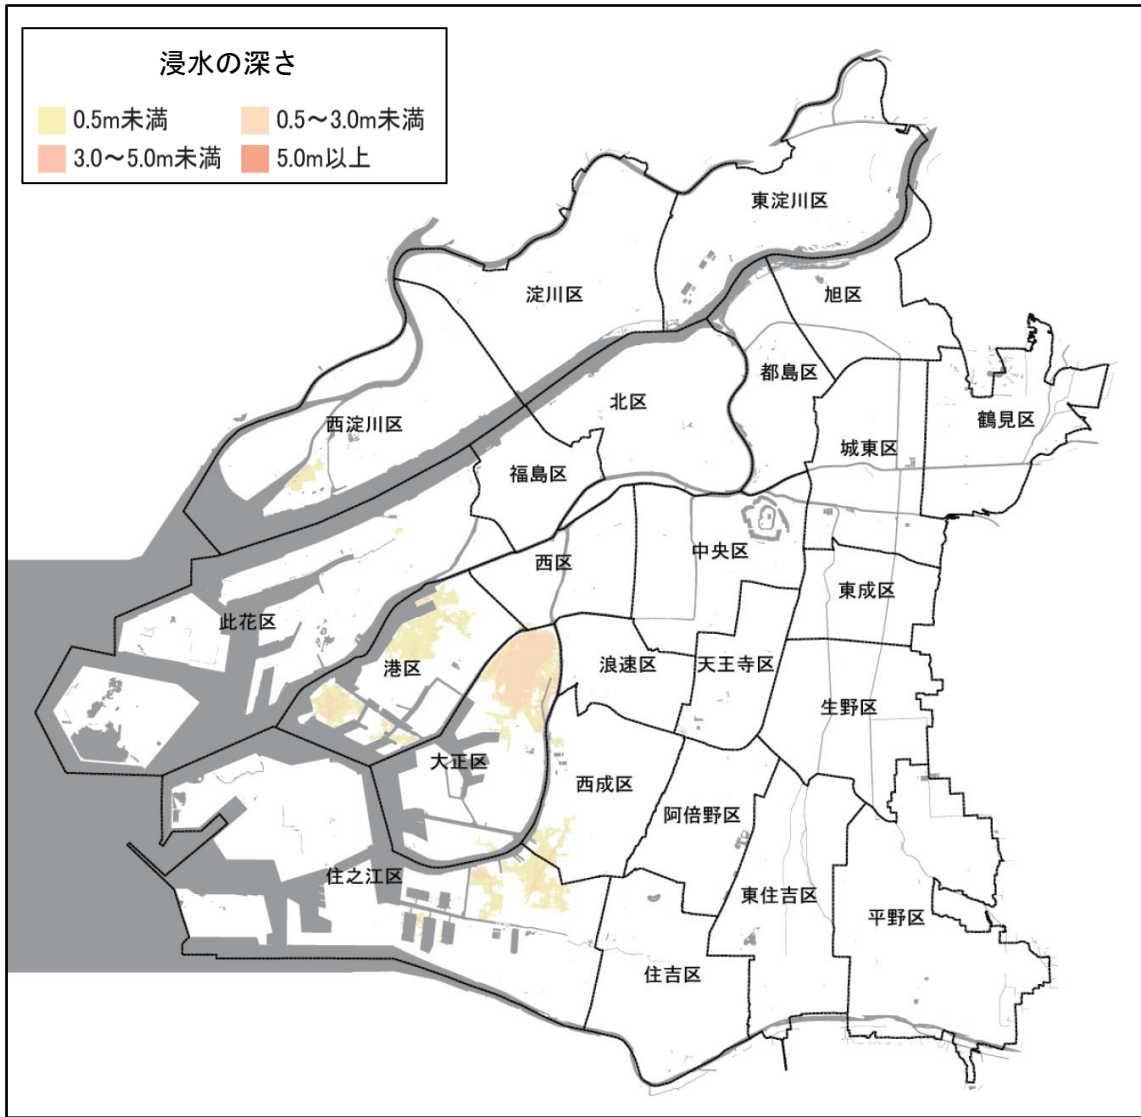 浸水の深さ
0.5m未満
0.5～3.0m未満
3.0～5.0m未満
5.0m以上
東淀川区
淀川区
旭区
都島区
北区
西淀川区
鶴見区
城東区
福島区
中央区
西区
東成区
此花区
港区
浪速区
天王寺区
生野区
大正区
西成区
阿倍野区
住之江区
東住吉区
平野区
住吉区